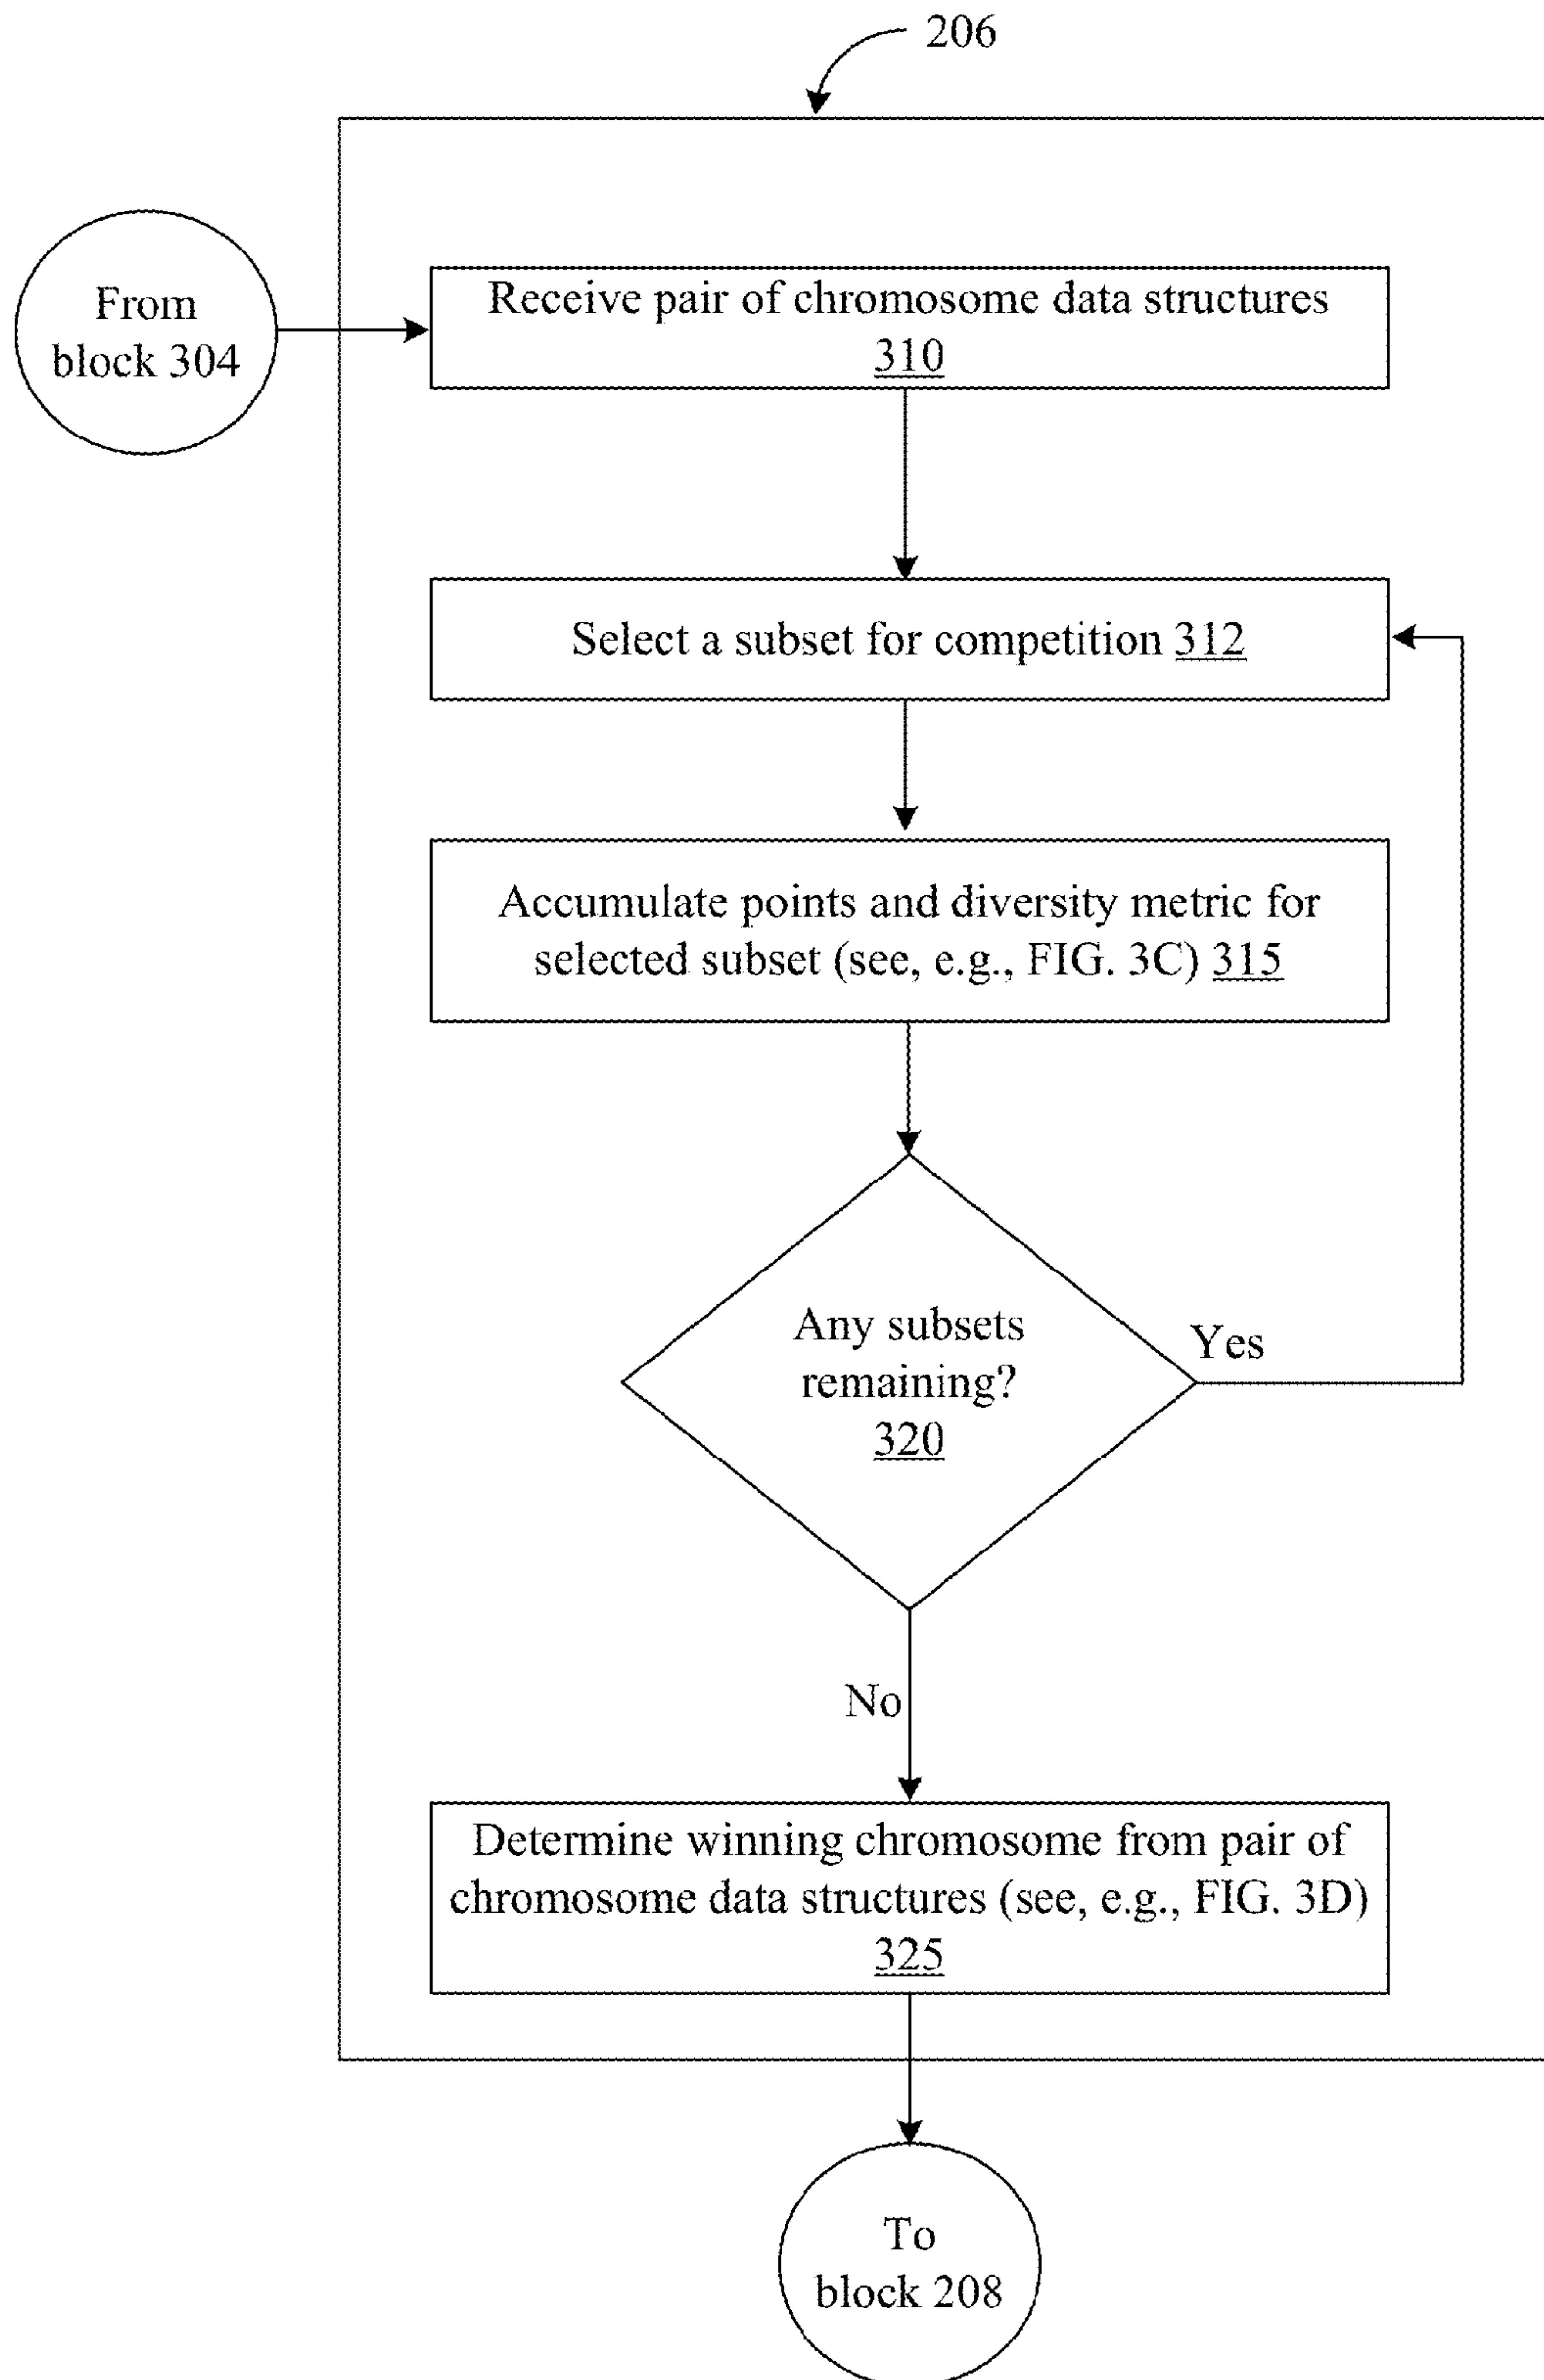 206
From
block 304
Receive pair of chromosome data structures
310
Select a subset for competition 312
Accumulate points and diversity metric for
selected subset (see, e.g., FIG. 3C) 315
Any subsets
remaining?
320
Yes
No
Determine winning chromosome from pair of
chromosome data structures (see, e.g., FIG. 3D)
325
To
block 208